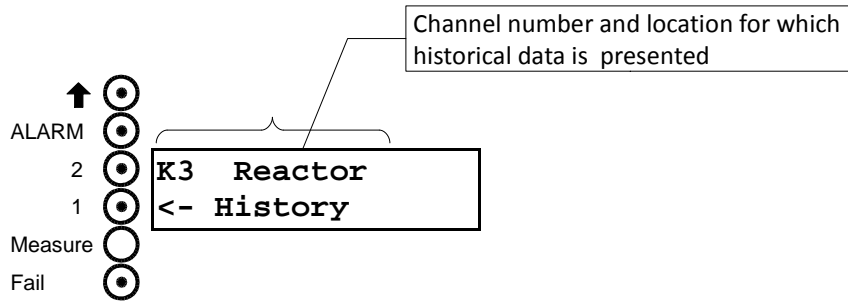 Channel number and location for which
historical data is presented
ALARM
2
1
Measure
Fail
K3 Reactor
<- History